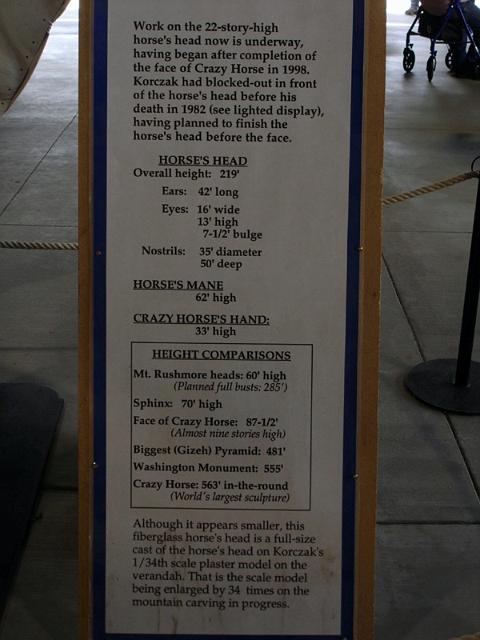 Work on the 22-story-high
horse's head now is underway,
having began after completion of
the face of Crazy Horse in 1998.
Korczak had blocked-out in front
of the horse's head before his
death in 1982 (see lighted display),
having planned to finish the
horse's head before the face.
HORSE'S HEAD
Overall height: 219'
Ears: 42' long
Eyes: 16' wide
13' high
7-1/2' bulge
Nostrils: 35' diameter
50' deep
HORSE'S MANE
62' high
CRAZY HORSE'S HAND:
33' high
HEIGHT COMPARISONS
Mt. Rushmore heads: 60' high
(Planned full busts: 285')
Sphinx: 70' high
Face of Crazy Horse: 87-1/2'
(Almost nine stories high)
Biggest (Gizeh) Pyramid: 481'
Washington Monument: 555'
Crazy Horse: 563' in-the-round
(World's largest sculpture)
Although it appears smaller, this
fiberglass horse's head is a full-size
cast of the horse's head on Korczak's
1/34th scale plaster model on the
verandah. That is the scale model
being enlarged by 34 times on the
mountain carving in progress.